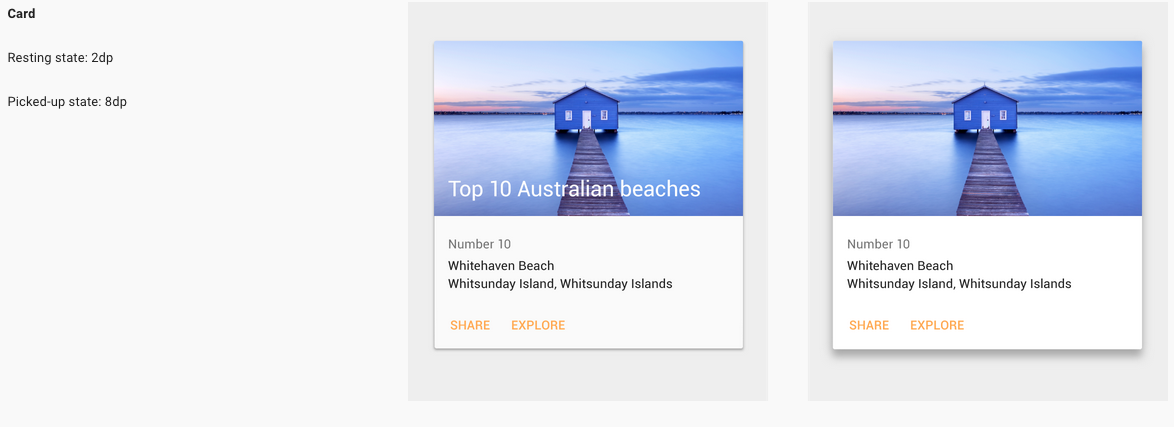 Card
Resting state: 2dp
Picked-up state: 8dp
Top 10 Australian beaches
Number 10
Whitehaven Beach
Whitsunday Island, Whitsunday Islands
SHARE EXPLORE
Number 10
Whitehaven Beach
Whitsunday Island, Whitsunday Islands
SHARE EXPLORE